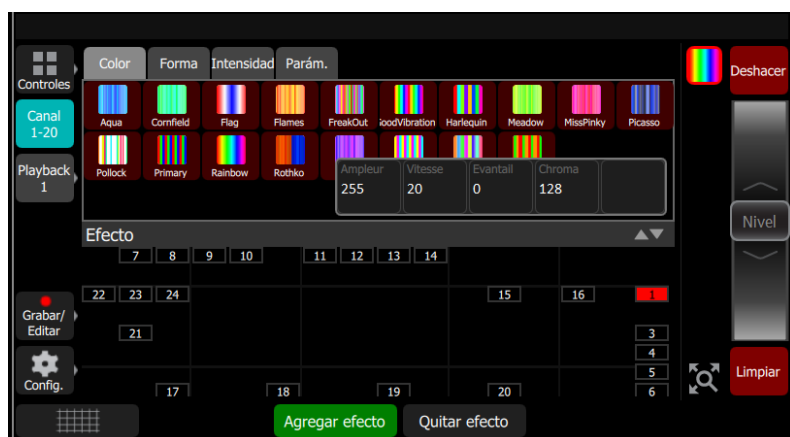 Controles
Canal
1-20
Playback
1
Grabar/
Editar
Config.
Color Forma Intensidad Parám.
Aqua Cornfield Flag Flames FreakOut GoodVibration Harlequin Meadow MissPinky Picasso
Pollock Primary Rainbow Rothko
Ampleur Vitesse Evantail Chroma
255 20 0 128
Efecto
7 8 9 10 11 12 13 14
22 23 24 15 16 1
21 3
4
5
17 18 19 20 6
Agregar efecto Quitar efecto
Deshacer
Nivel
Limpiar